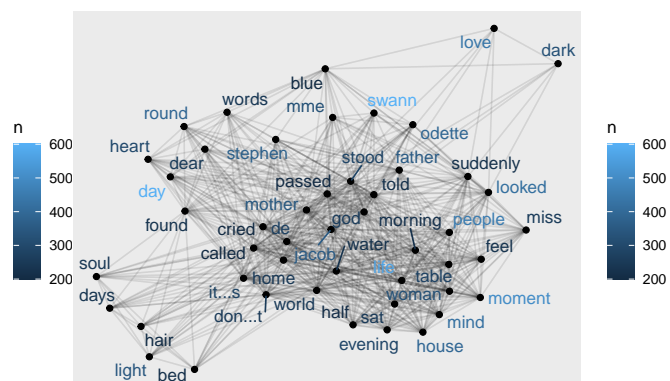 love
dark
blue
words
mme
swann
n
round
odette
n
600
heart
dear
stephen
stood
father
suddenly
600
500
day
passed
told
looked
500
400
found
mother
god
morning
people
miss
400
300
cried
de
water
feel
300
200
called
jacob
life
table
200
soul
home
days
it...s
world
woman
moment
don...t
half
sat
mind
hair
evening
house
light
bed